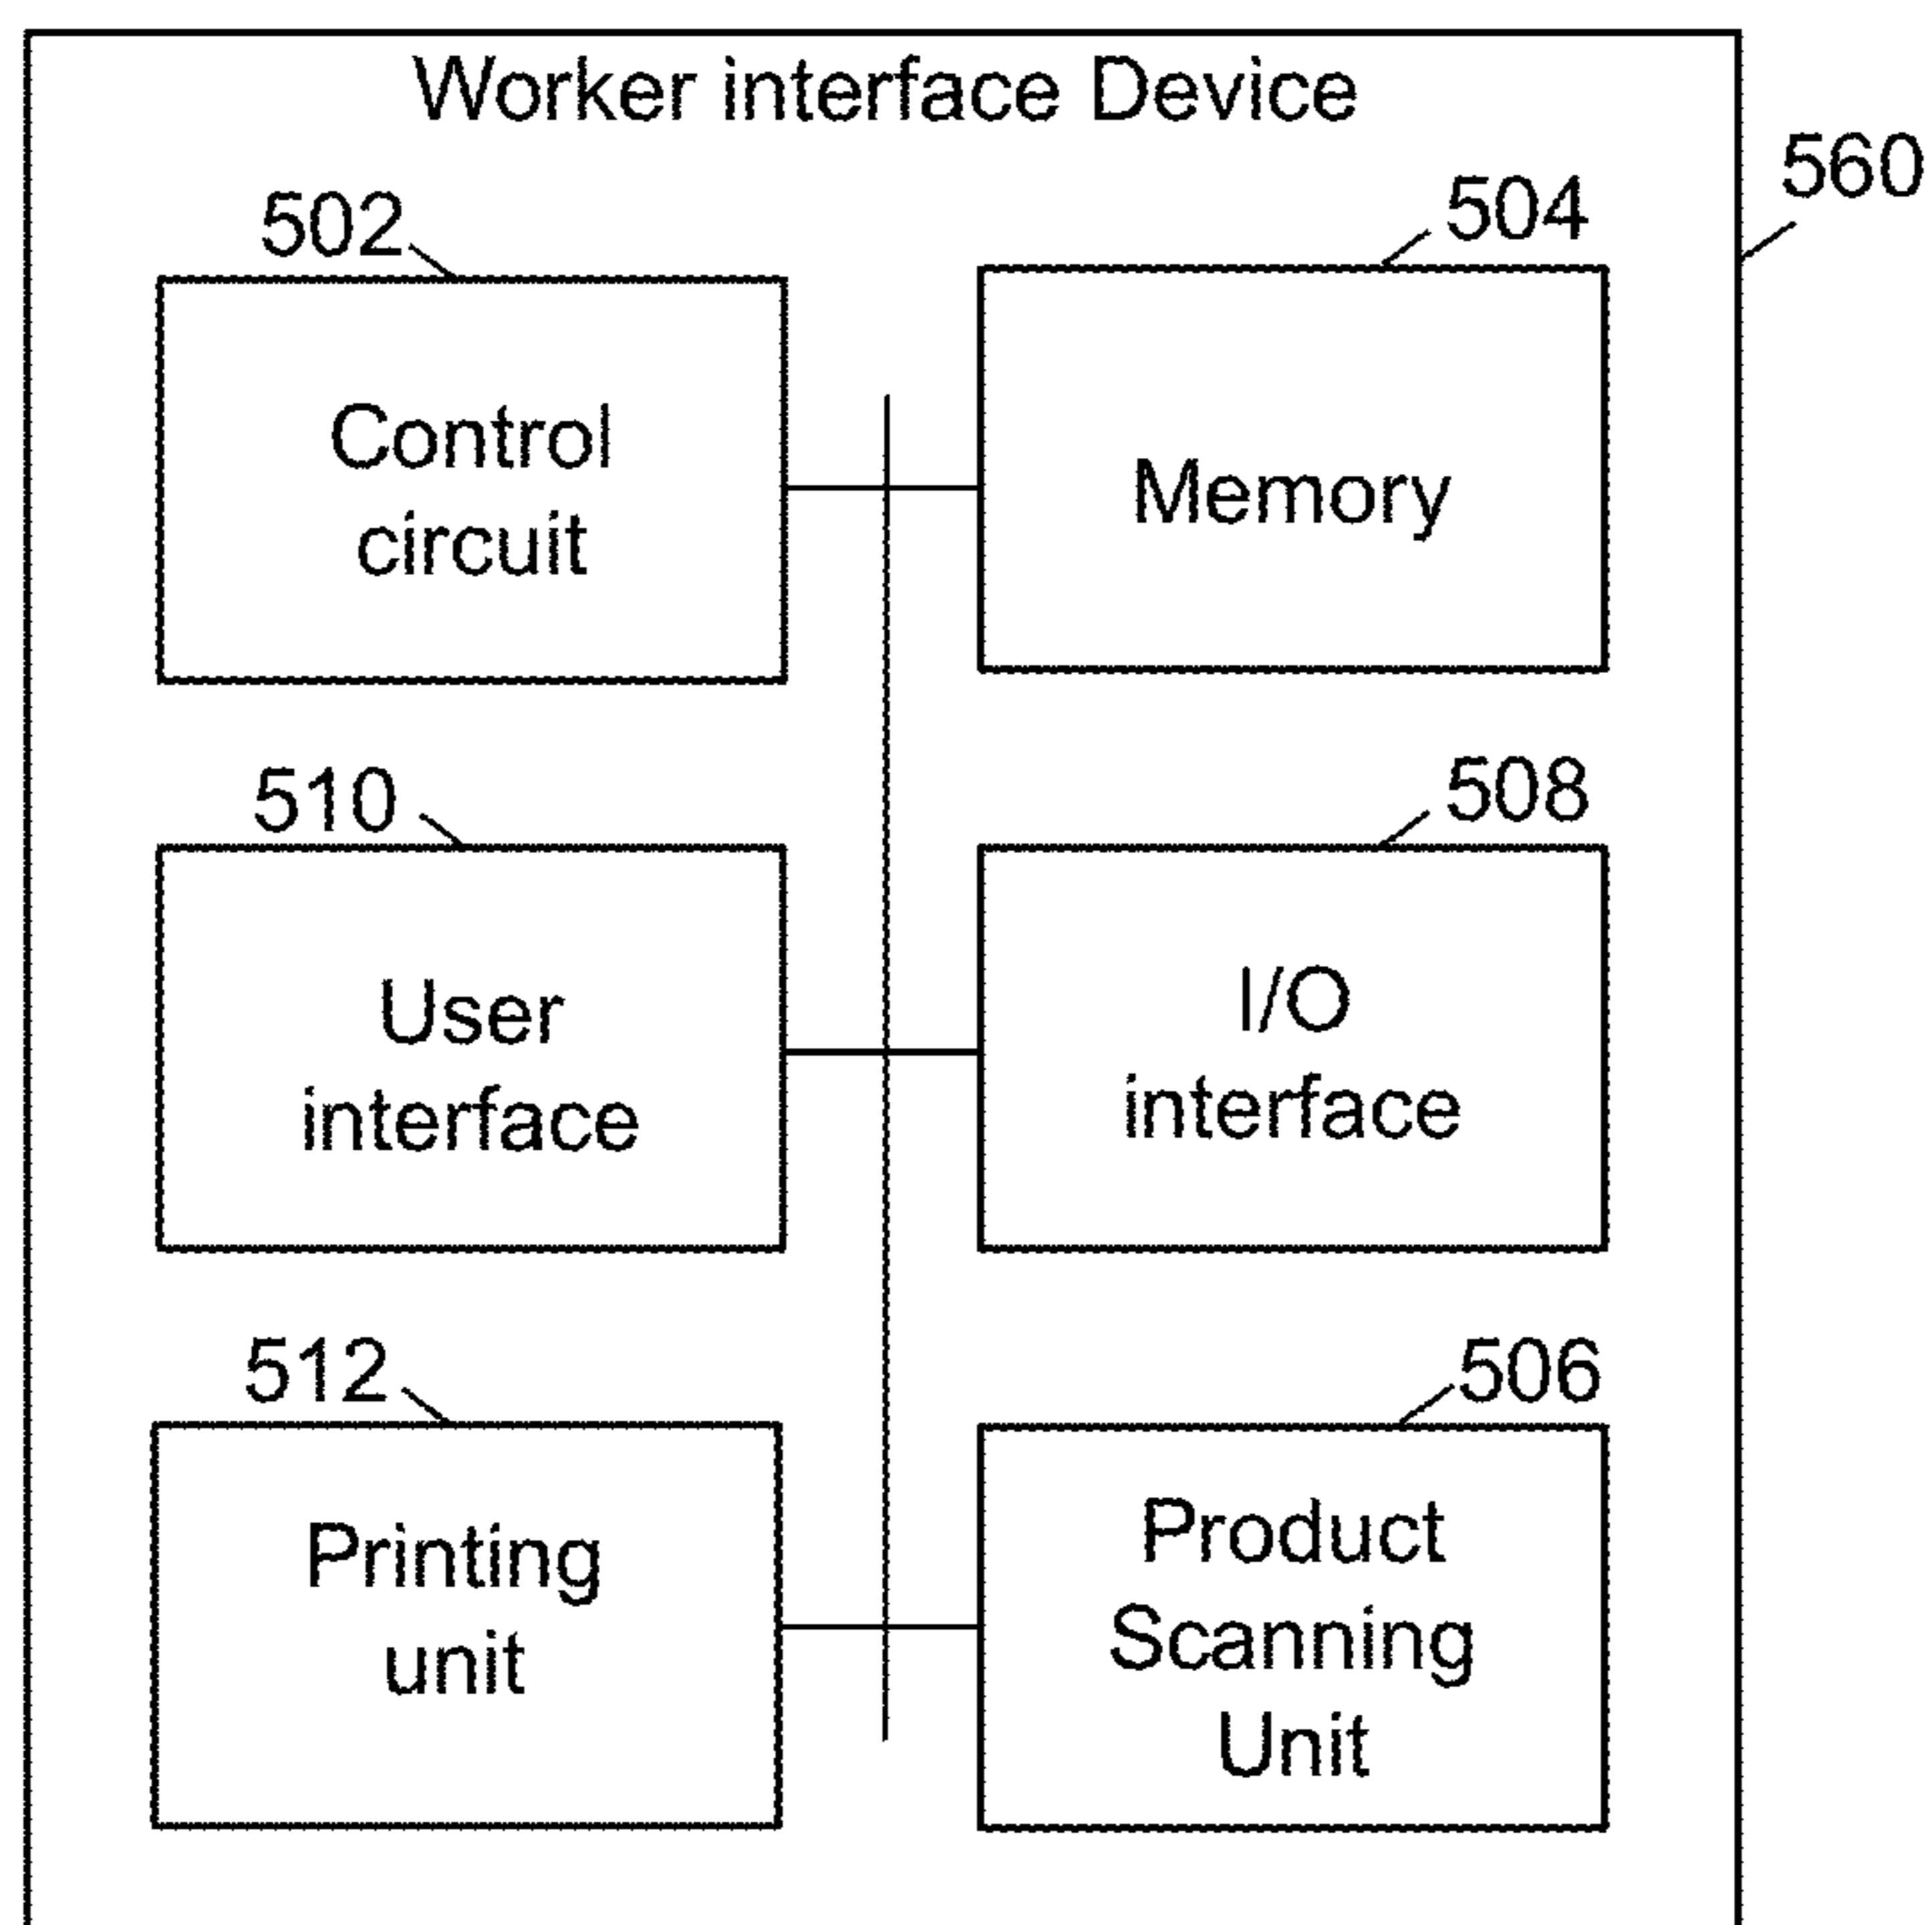 Worker interface Device
560
502
504
Control
circuit
Memory
510
508
User
interface
I/O
interface
512
506
Printing
unit
Product
Scanning
Unit